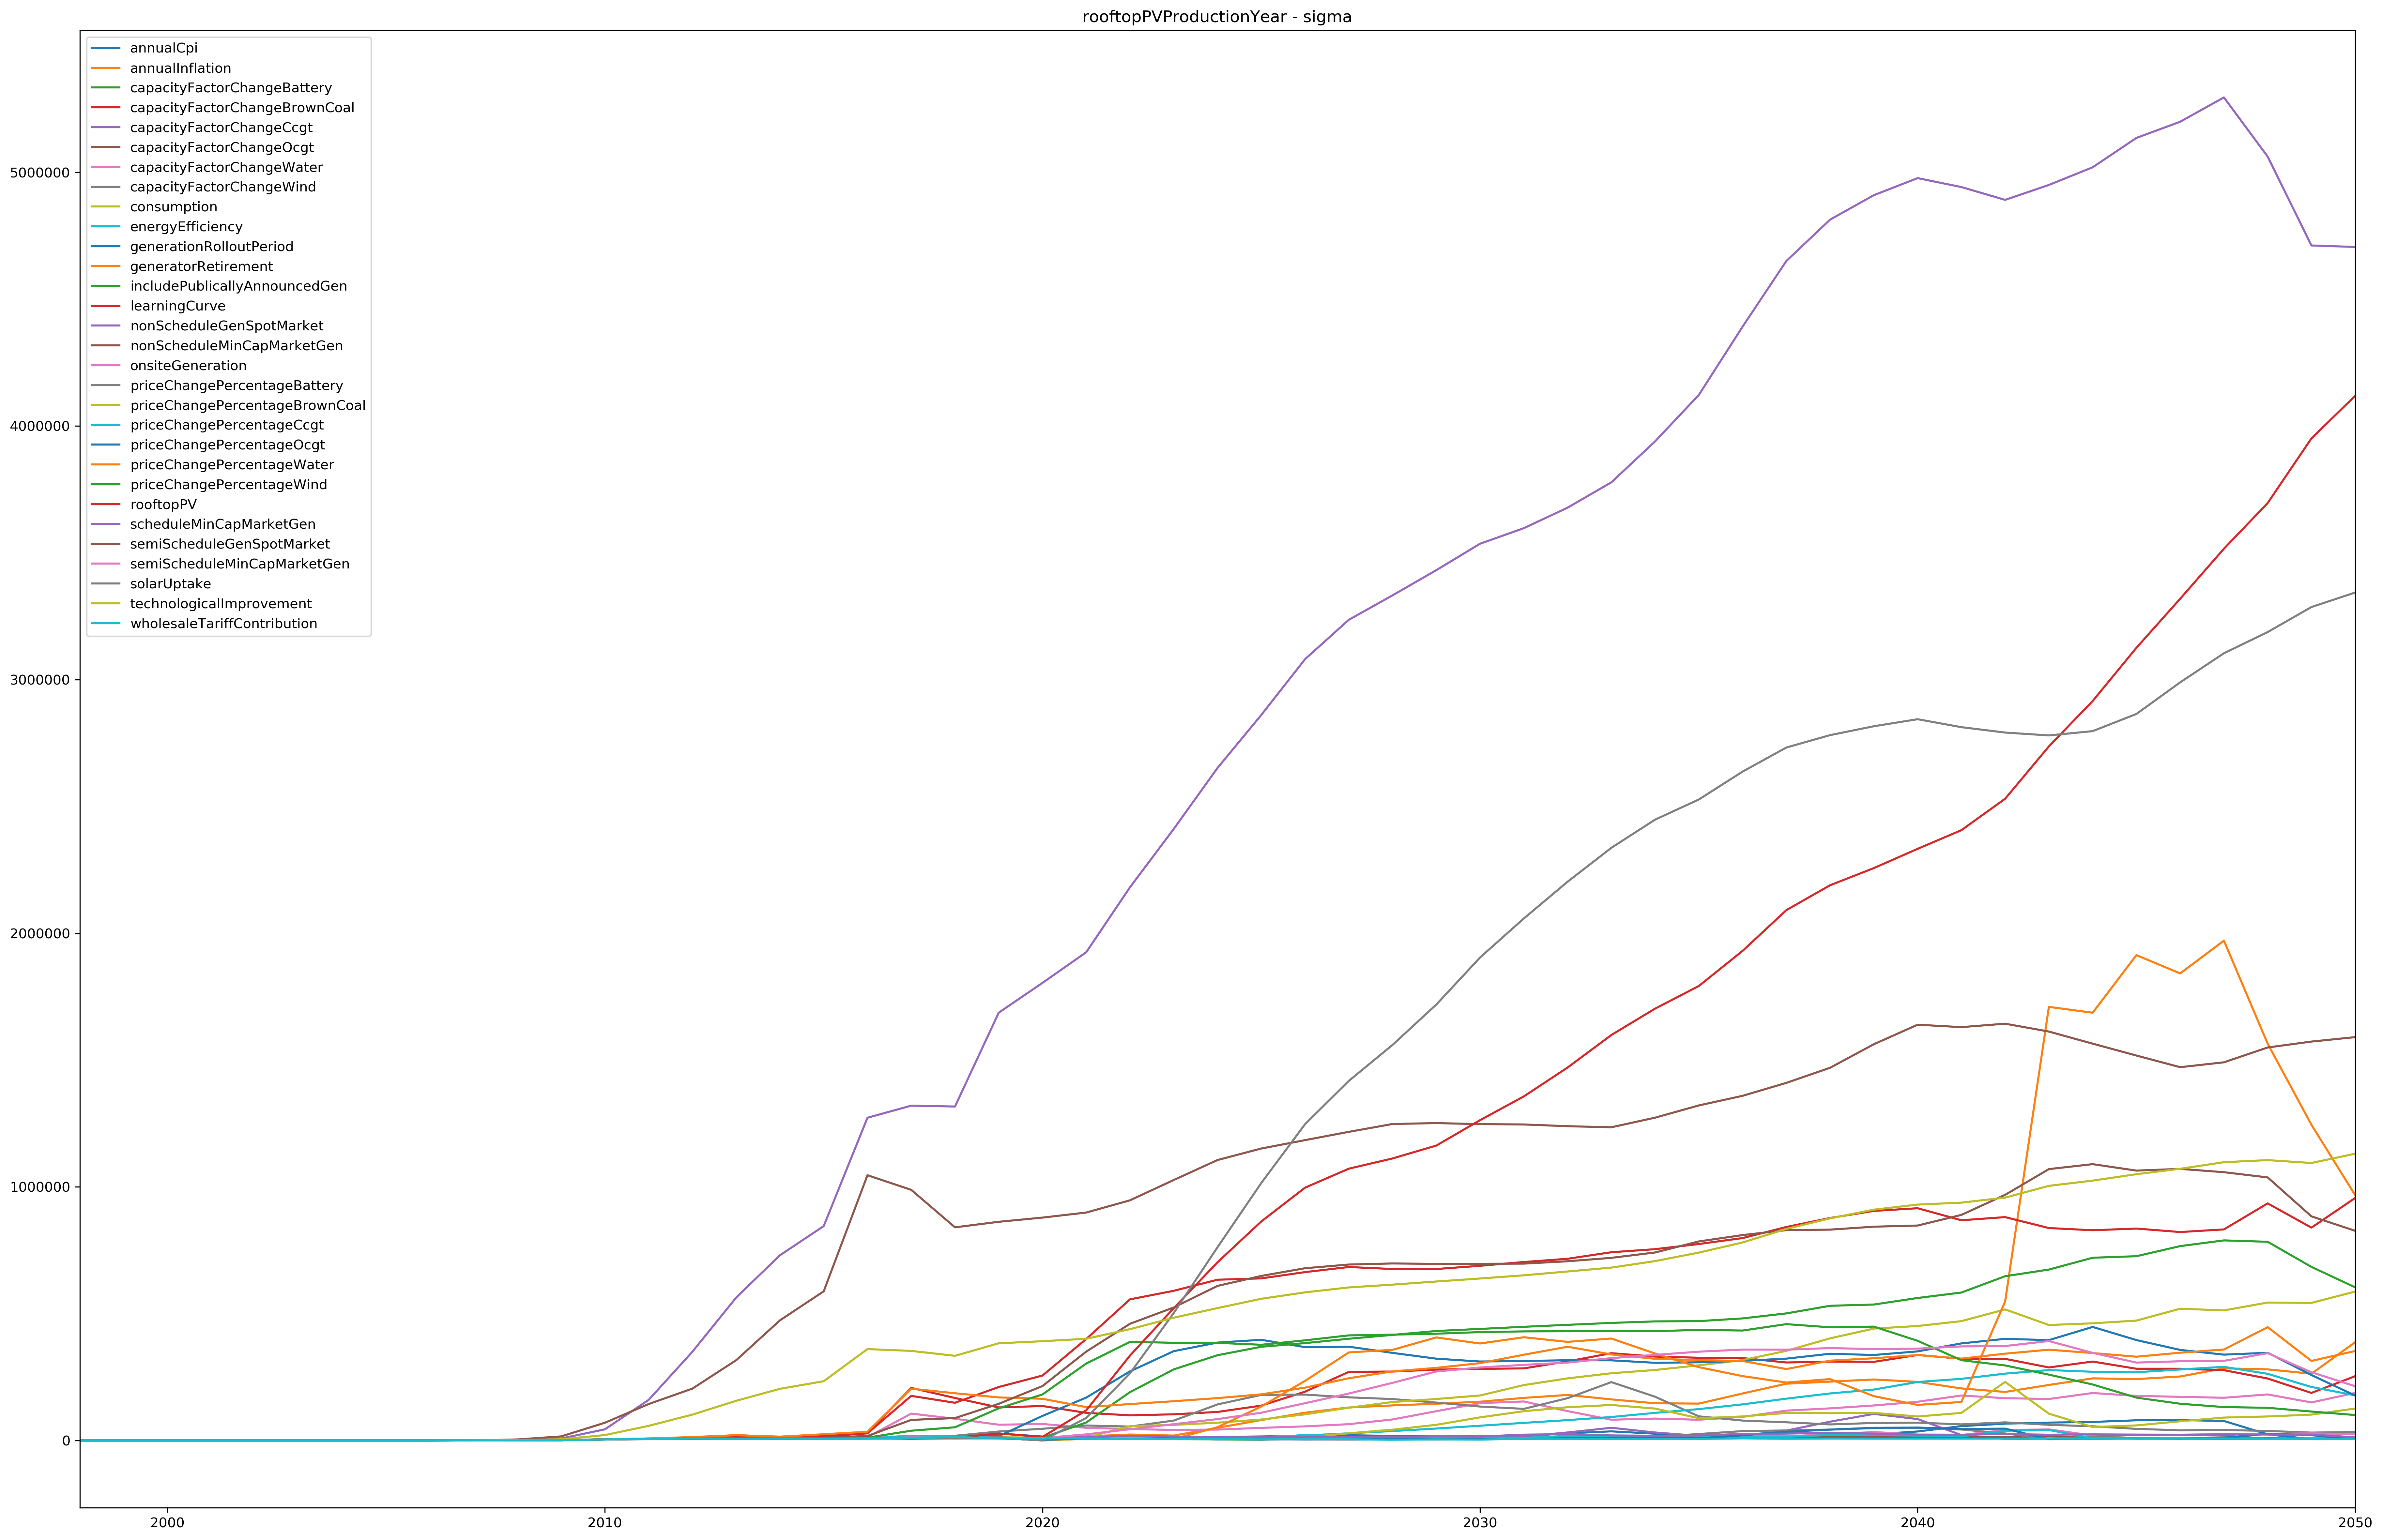 rooftopPVProductionYear - sigma
annualCpi
annualInflation
capacityFactorChangeBattery
capacityFactorChangeBrownCoal
capacityFactorChangeCcgt
capacityFactorChangeOcgt
capacityFactorChangeWater
capacityFactorChangeWind
consumption
energyEfficiency
generationRolloutPeriod
generatorRetirement
includePublicallyAnnouncedGen
learningCurve
nonScheduleGenSpotMarket
nonScheduleMinCapMarketGen
onsiteGeneration
priceChangePercentageBattery
priceChangePercentageBrownCoal
priceChangePercentageCcgt
priceChangePercentageOcgt
priceChangePercentageWater
priceChangePercentageWind
rooftopPV
scheduleMinCapMarketGen
semiScheduleGenSpotMarket
semiScheduleMinCapMarketGen
solarUptake
technologicalImprovement
wholesaleTariffContribution
5000000
4000000
3000000
2000000
1000000
0
2000 2010 2020 2030 2040 2050